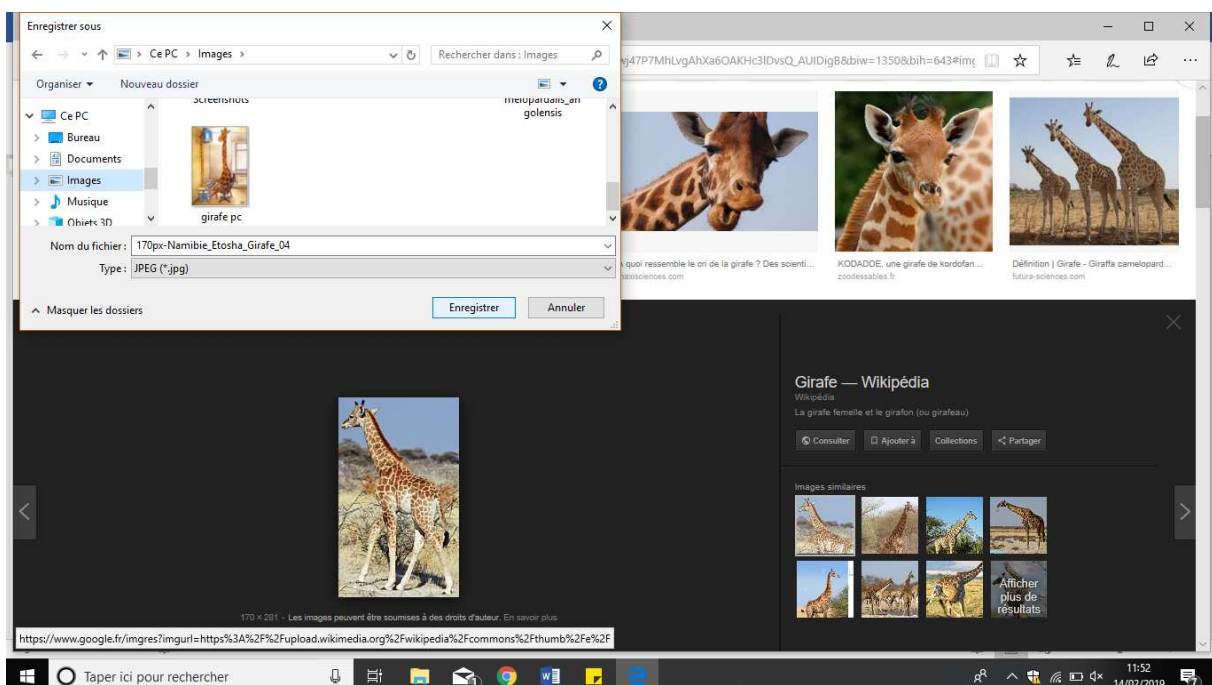 Enregistrer sous
Ce PC > Images >
Rechercher dans : Images
Organiser
Nouveau dossier
Screenshots
melopardalis_an
golensis
Ce PC
Bureau
Documents
Images
Musique
Objets 3D
girafe pc
Nom du fichier : 170px-Namibie_Etosha_Girafe_04
Type : JPEG (*.jpg)
Masquer les dossiers
Enregistrer
Annuler
quoi ressemble le cri de la girafe ? Des scienti...
KODADDE, une girafe de kordofan...
zoodessables.fr
Définition | Girafe - Giraffa camelopard...
futura-sciences.com
Girafe — Wikipédia
Wikipédia
La girafe femelle et le girafon (ou girafeau)
Consulter
Ajouter à
Collections
Partager
Images similaires
Afficher
plus de
résultats
170 × 281 - Les images peuvent être soumises à des droits d'auteur. En savoir plus
https://www.google.fr/imgres?imgurl=https%3A%2F%2Fupload.wikimedia.org%2Fwikipedia%2Fcommons%2Fthumb%2Fe%2F
Taper ici pour rechercher
11:52
14/02/2019